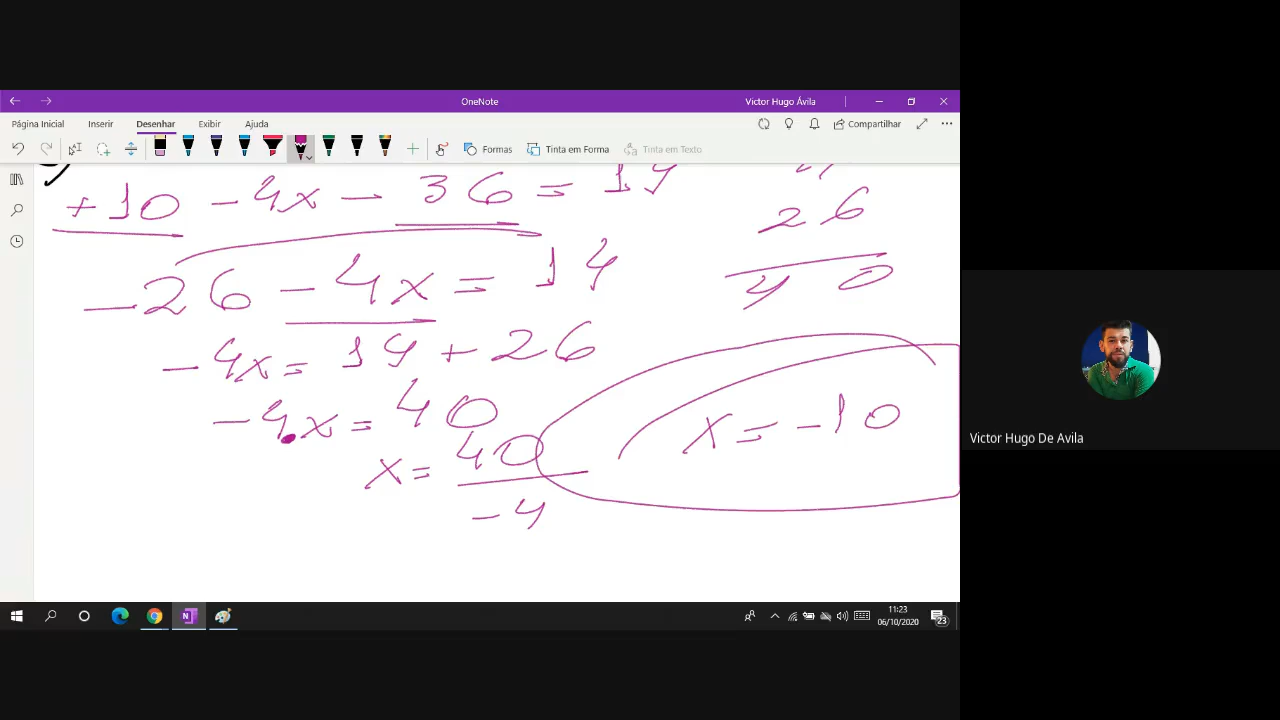 OneNote
Victor Hugo Ávila
Página Inicial Inserir Desenhar Exibir Ajuda
Compartilhar
Formas Tinta em Forma Tinta em Texto
+10 - 4x - 36 = 14
26
40
-26 - 4x = 14
-4x = 14 + 26
-4x = 40
x = 40
-4
x = -10
Victor Hugo De Avila
11:23
06/10/2020
23